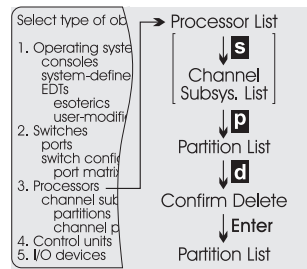 Select type of ob
1. Operating syste
consoles
system-define
EDTs
esoterics
user-modifi
2. Switches
ports
switch config
port matri
3. Processors
channel sub
partitions
channel p
4. Control units
5. I/O devices
Processor List
s
Channel
Subsys. List
p
Partition List
d
Confirm Delete
Enter
Partition List